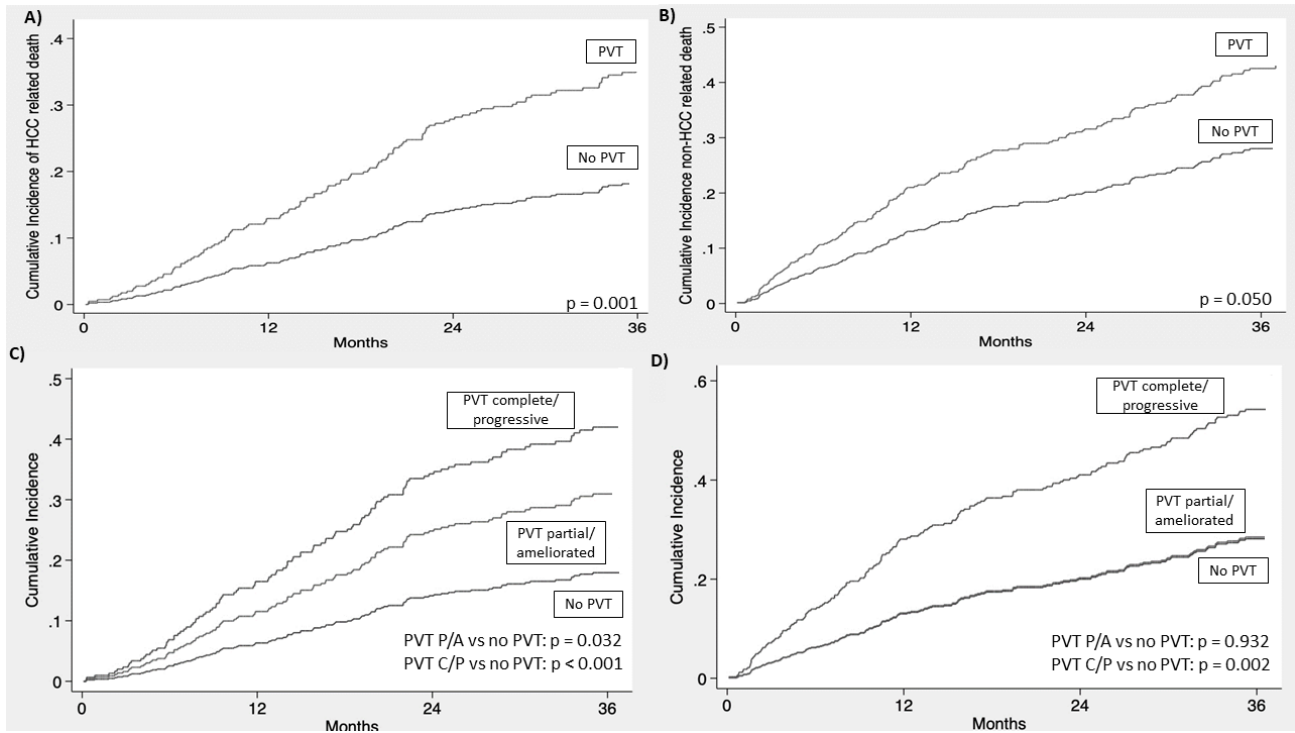 A)
Cumulative Incidence of HCC related death
.4
.3
.2
.1
0
PVT
No PVT
p = 0.001
0 12 24 36
Months
B)
Cumulative Incidence non-HCC related death
.5
.4
.3
.2
.1
0
PVT
No PVT
p = 0.050
0 12 24 36
Months
C)
Cumulative Incidence
.5
.4
.3
.2
.1
0
PVT complete/
progressive
PVT partial/
ameliorated
No PVT
PVT P/A vs no PVT: p = 0.032
PVT C/P vs no PVT: p < 0.001
0 12 24 36
Months
D)
Cumulative Incidence
.6
.4
.2
0
PVT complete/
progressive
PVT partial/
ameliorated
No PVT
PVT P/A vs no PVT: p = 0.932
PVT C/P vs no PVT: p = 0.002
0 12 24 36
Months